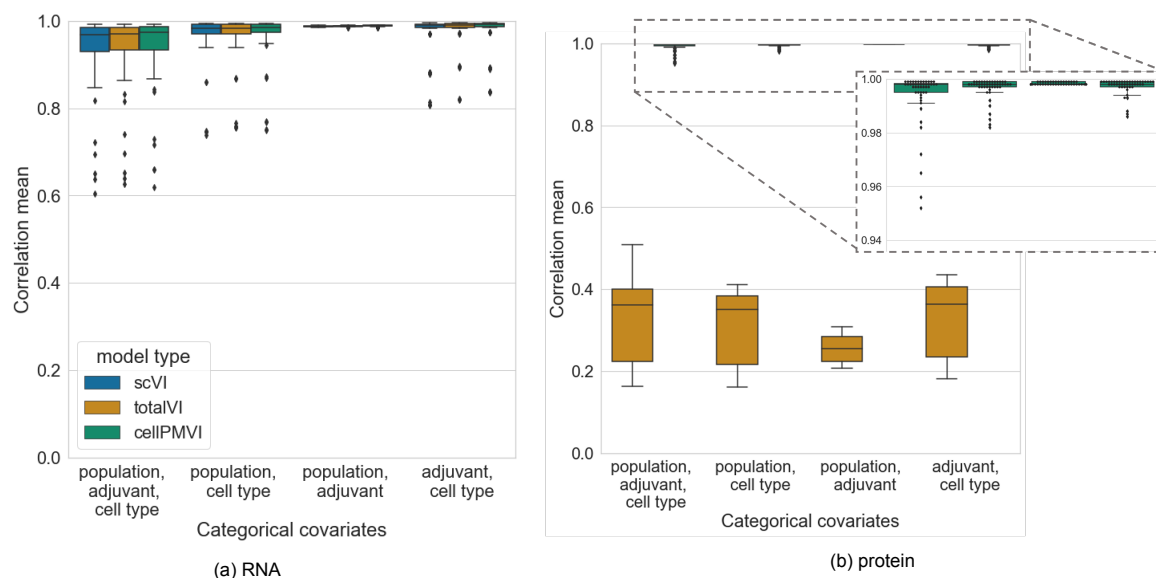 1.0
0.8
0.6
0.4
0.2
0.0
Correlation mean
model type
scVI
totalVI
cellPMVI
population,
adjuvant,
cell type
population,
cell type
population,
adjuvant
adjuvant,
cell type
Categorical covariates
(a) RNA
1.0
0.8
0.6
0.4
0.2
0.0
Correlation mean
1.00
0.98
0.96
0.94
population,
adjuvant,
cell type
population,
cell type
population,
adjuvant
adjuvant,
cell type
Categorical covariates
(b) protein